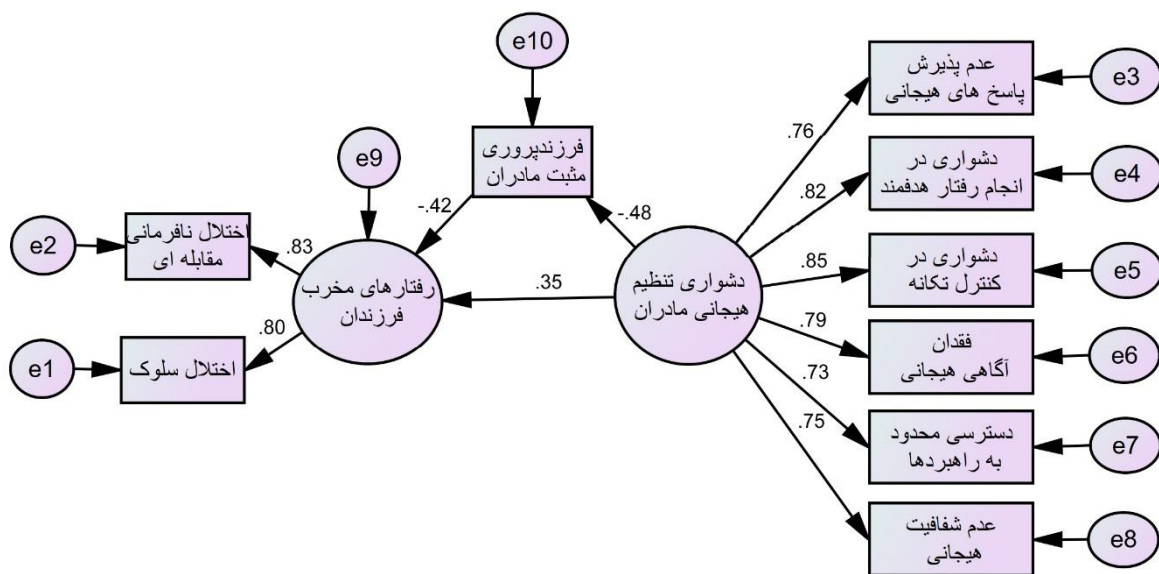 e10
عدم پذیرش
پاسخ های هیجانی
e3
.76
فرزندپروری
مثبت مادران
e9
دشواری در
انجام رفتار هدفمند
e4
.82
-.42
-.48
اختلال نافرمانی
مقابله ای
e2
.83
رفتارهای مخرب
فرزندان
.35
دشواری تنظیم
هیجانی مادران
.85
دشواری در
کنترل تکانه
e5
.80
.79
فقدان
آگاهی هیجانی
e6
اختلال سلوک
e1
.73
دسترسی محدود
به راهبردها
e7
.75
عدم شفافیت
هیجانی
e8